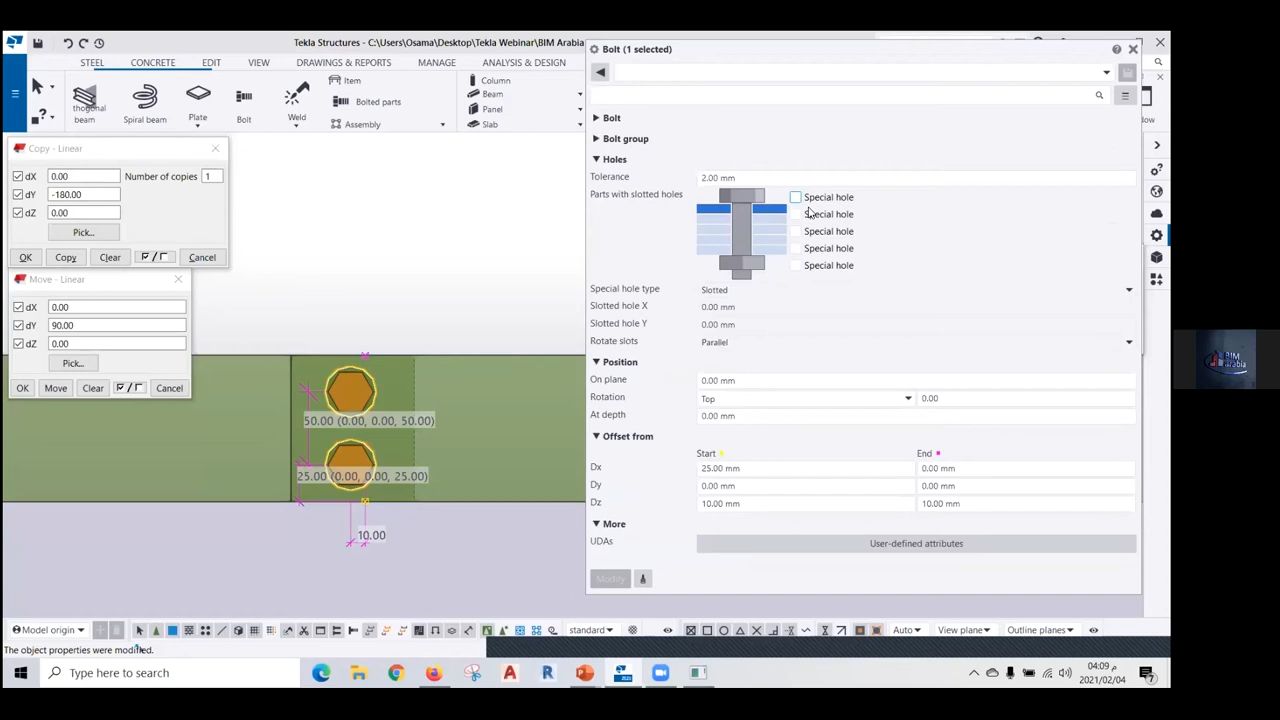 Tekla Structures - C:\Users\Osama\Desktop\Tekla Webinar\BIM Arabia
STEEL CONCRETE EDIT VIEW DRAWINGS & REPORTS MANAGE ANALYSIS & DESIGN
thogonal beam
Spiral beam
Plate
Bolt
Weld
Item
Bolted parts
Assembly
Column
Beam
Panel
Slab
Copy - Linear
dX 0.00 Number of copies 1
dY -180.00
dZ 0.00
Pick...
OK Copy Clear Cancel
Move - Linear
dX 0.00
dY 90.00
dZ 0.00
Pick...
OK Move Clear Cancel
50.00 (0.00, 0.00, 50.00)
25.00 (0.00, 0.00, 25.00)
10.00
Bolt (1 selected)
Bolt
Bolt group
Holes
Tolerance 2.00 mm
Parts with slotted holes
Special hole
Special hole
Special hole
Special hole
Special hole
Special hole type Slotted
Slotted hole X 0.00 mm
Slotted hole Y 0.00 mm
Rotate slots Parallel
Position
On plane 0.00 mm
Rotation Top 0.00
At depth 0.00 mm
Offset from
Start End
Dx 25.00 mm 0.00 mm
Dy 0.00 mm 0.00 mm
Dz 10.00 mm 10.00 mm
More
UDAs User-defined attributes
Modify
BIM
arabia
Model origin standard Auto View plane Outline planes
The object properties were modified.
Type here to search
04:09 م
2021/02/04
7